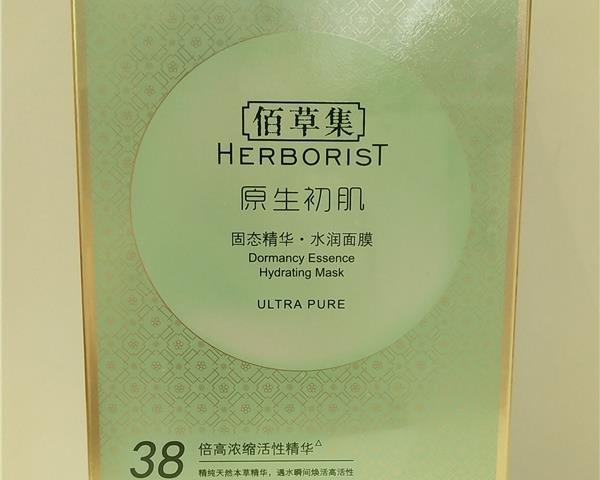 佰草集
HERBORIST
原生初肌
固态精华·水润面膜
Dormancy Essence
Hydrating Mask
ULTRA PURE
38 倍高浓缩活性精华△
精纯天然本草精华，遇水瞬间焕活高活性